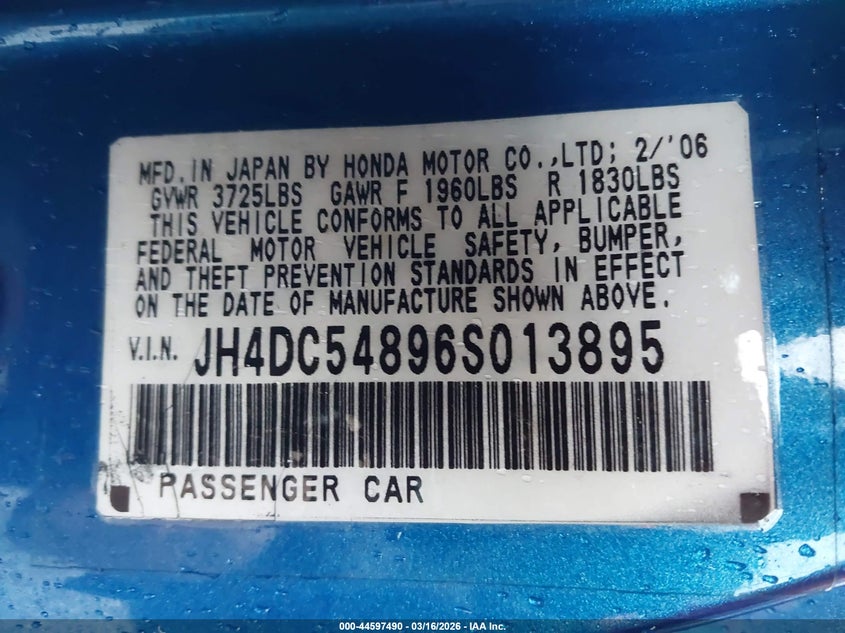 MFD. IN JAPAN BY HONDA MOTOR CO.,LTD; 2/'06
GVWR 3725LBS GAWR F 1960LBS R 1830LBS
THIS VEHICLE CONFORMS TO ALL APPLICABLE
FEDERAL MOTOR VEHICLE SAFETY, BUMPER,
AND THEFT PREVENTION STANDARDS IN EFFECT
ON THE DATE OF MANUFACTURE SHOWN ABOVE.
V.I.N. JH4DC54896S013895
PASSENGER CAR
000-44597490 - 03/16/2026 - IAA Inc.